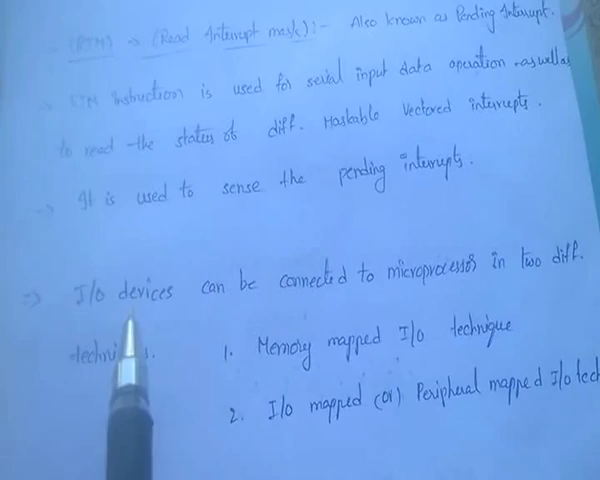 (RIM) → (Read Interrupt mask) :- Also known as Pending Interrupt.
→ RIM Instruction is used for serial input data operation as well as
to read the status of diff. Maskable Vectored interrupts.
→ It is used to sense the pending interrupts.
⇒ I/o devices can be connected to microprocessor in two diff.
1. Memory mapped I/o technique
2. I/o mapped (or) Peripheral mapped I/o tech